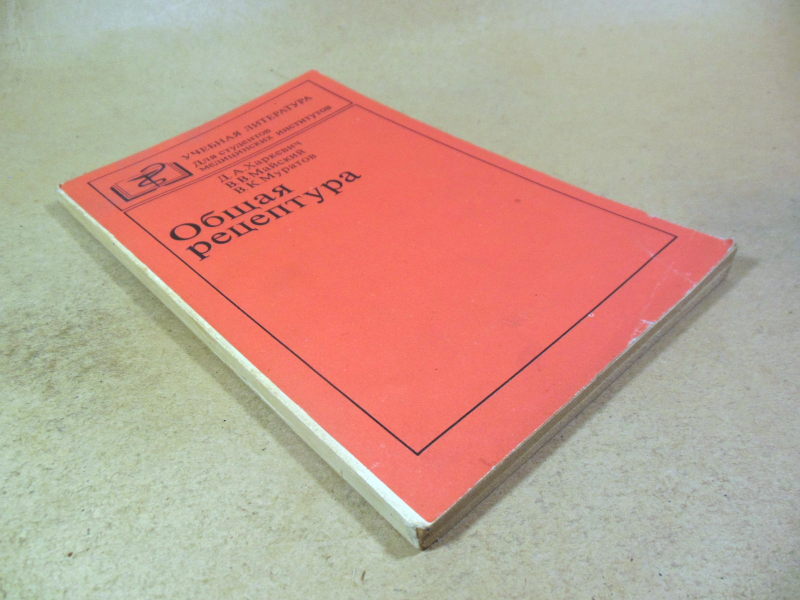 УЧЕБНАЯ ЛИТЕРАТУРА
Для студентов
медицинских институтов
Д.А.Харкевич
В.В.Майский
В.К.Муратов
Общая
рецептура